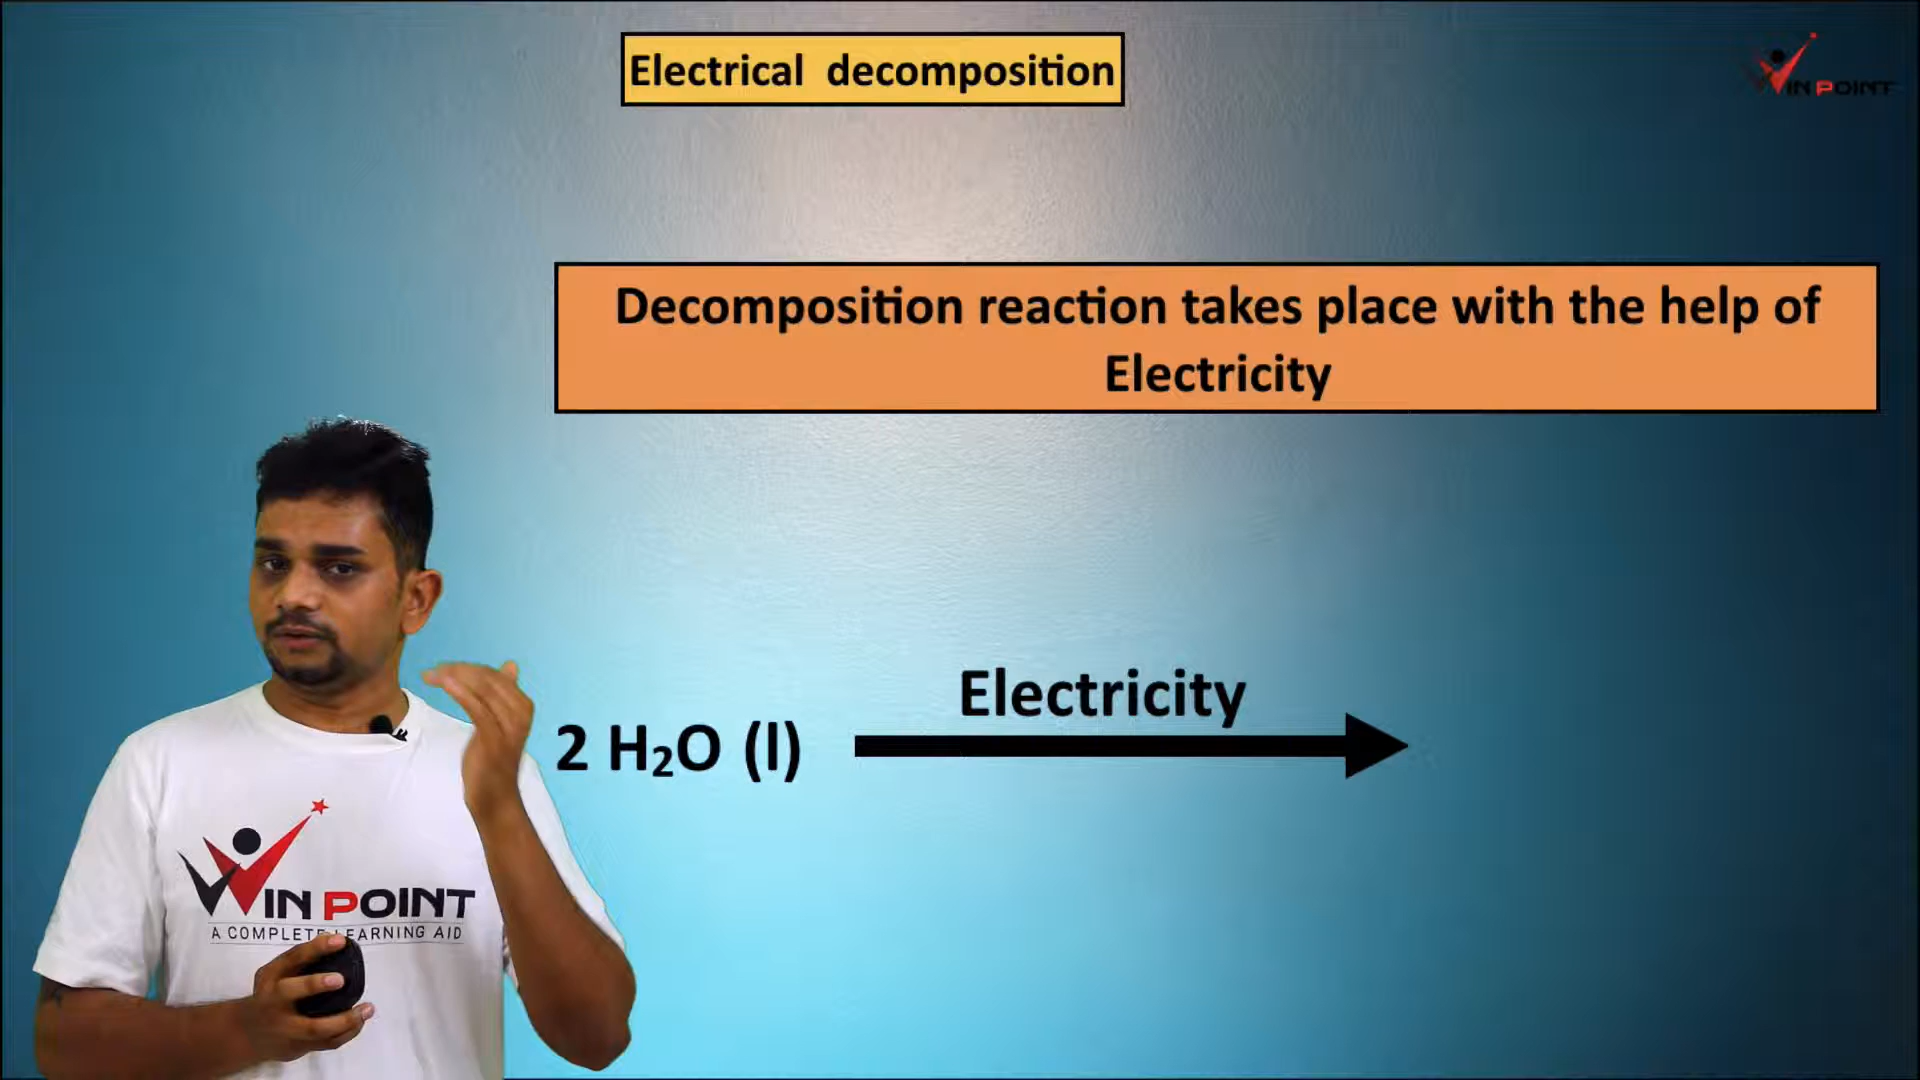 Electrical decomposition
WIN POINT
Decomposition reaction takes place with the help of
Electricity
Electricity
2 H₂O (l)
WIN POINT
A COMPLETE LEARNING AID